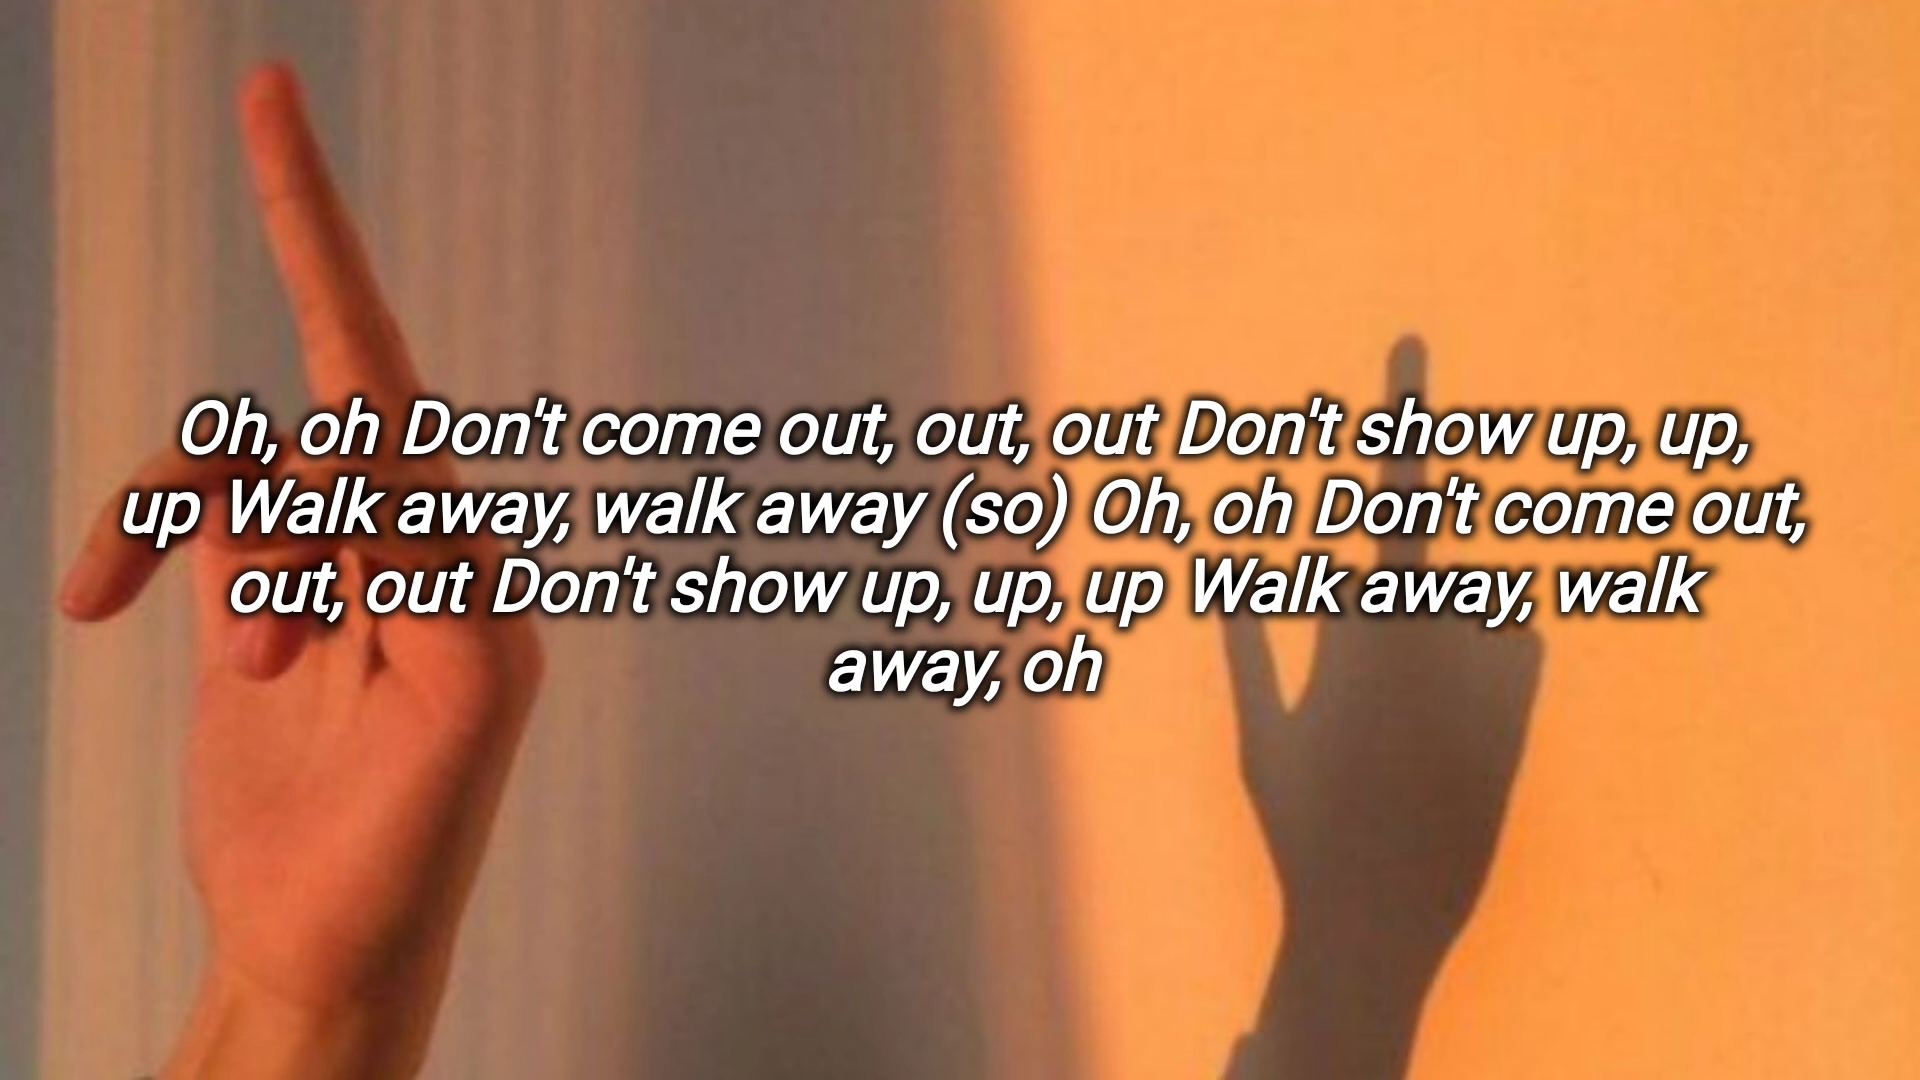 Oh, oh Don't come out, out, out Don't show up, up,
up Walk away, walk away (so) Oh, oh Don't come out,
out, out Don't show up, up, up Walk away, walk
away, oh